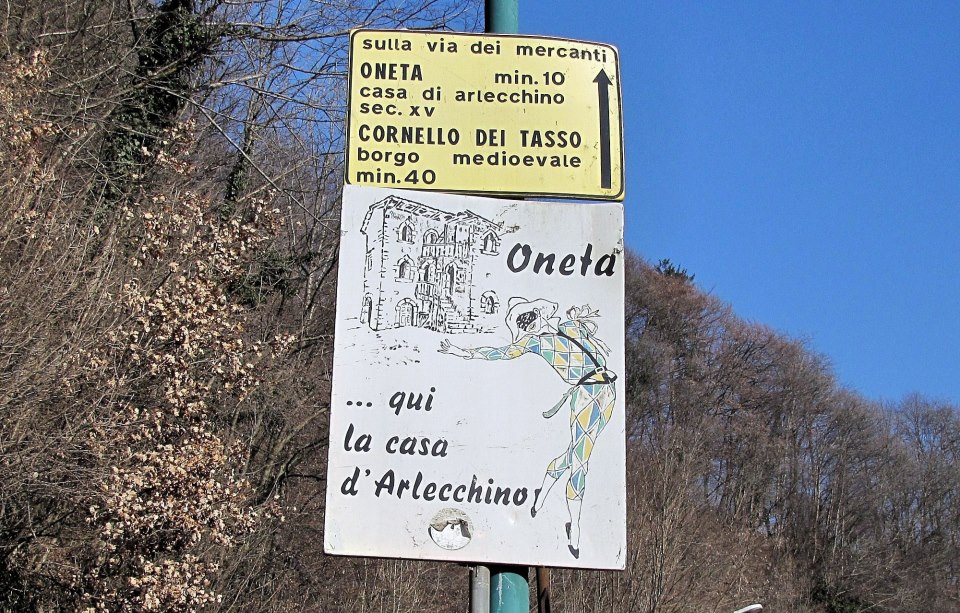 sulla via dei mercanti
ONETA min.10
casa di arlecchino
sec. xv
CORNELLO DEI TASSO
borgo medioevale
min.40
Oneta
... qui
la casa
d'Arlecchino